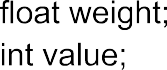 float weight;
int value;